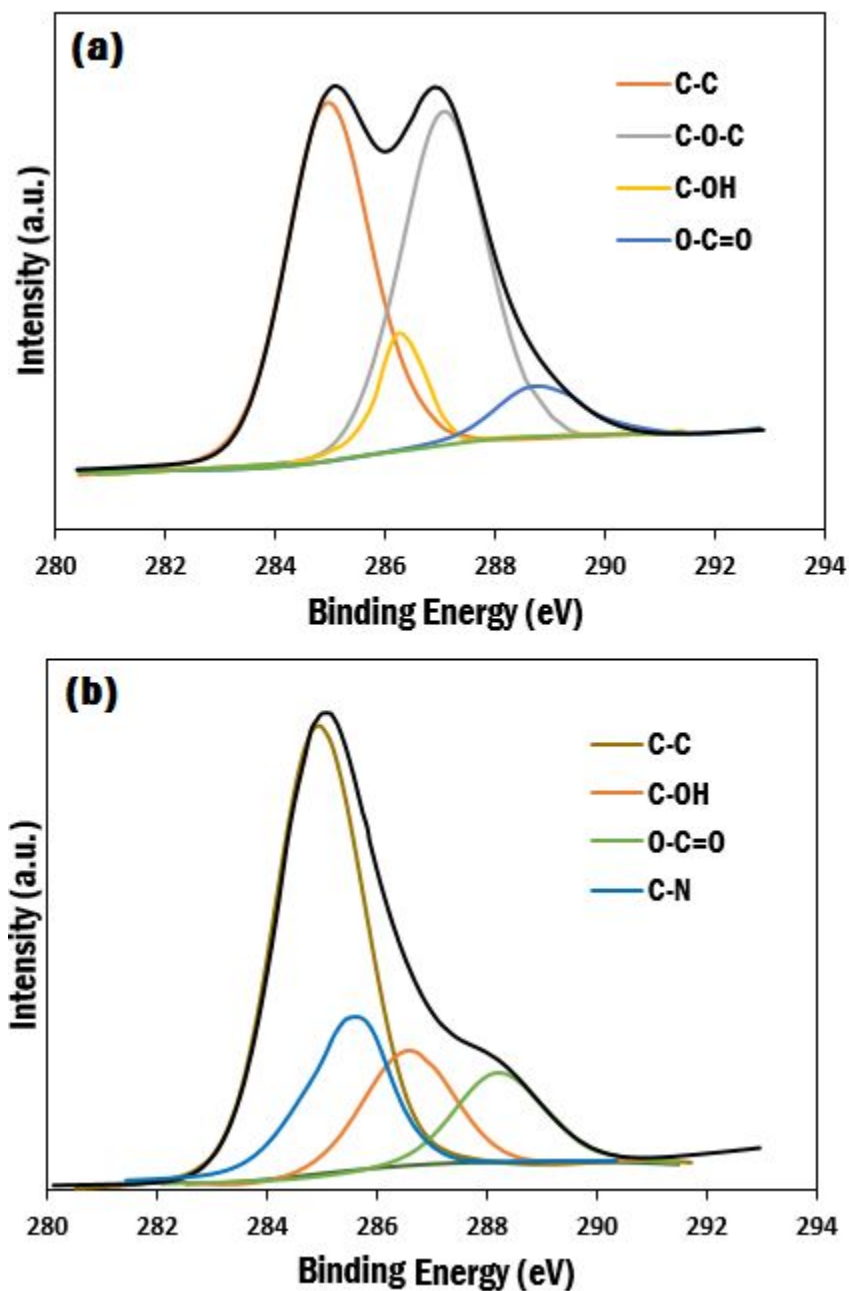 (a)
C-C
C-O-C
C-OH
O-C=O
Intensity (a.u.)
280 282 284 286 288 290 292 294
Binding Energy (eV)
(b)
C-C
C-OH
O-C=O
C-N
Intensity (a.u.)
280 282 284 286 288 290 292 294
Binding Energy (eV)